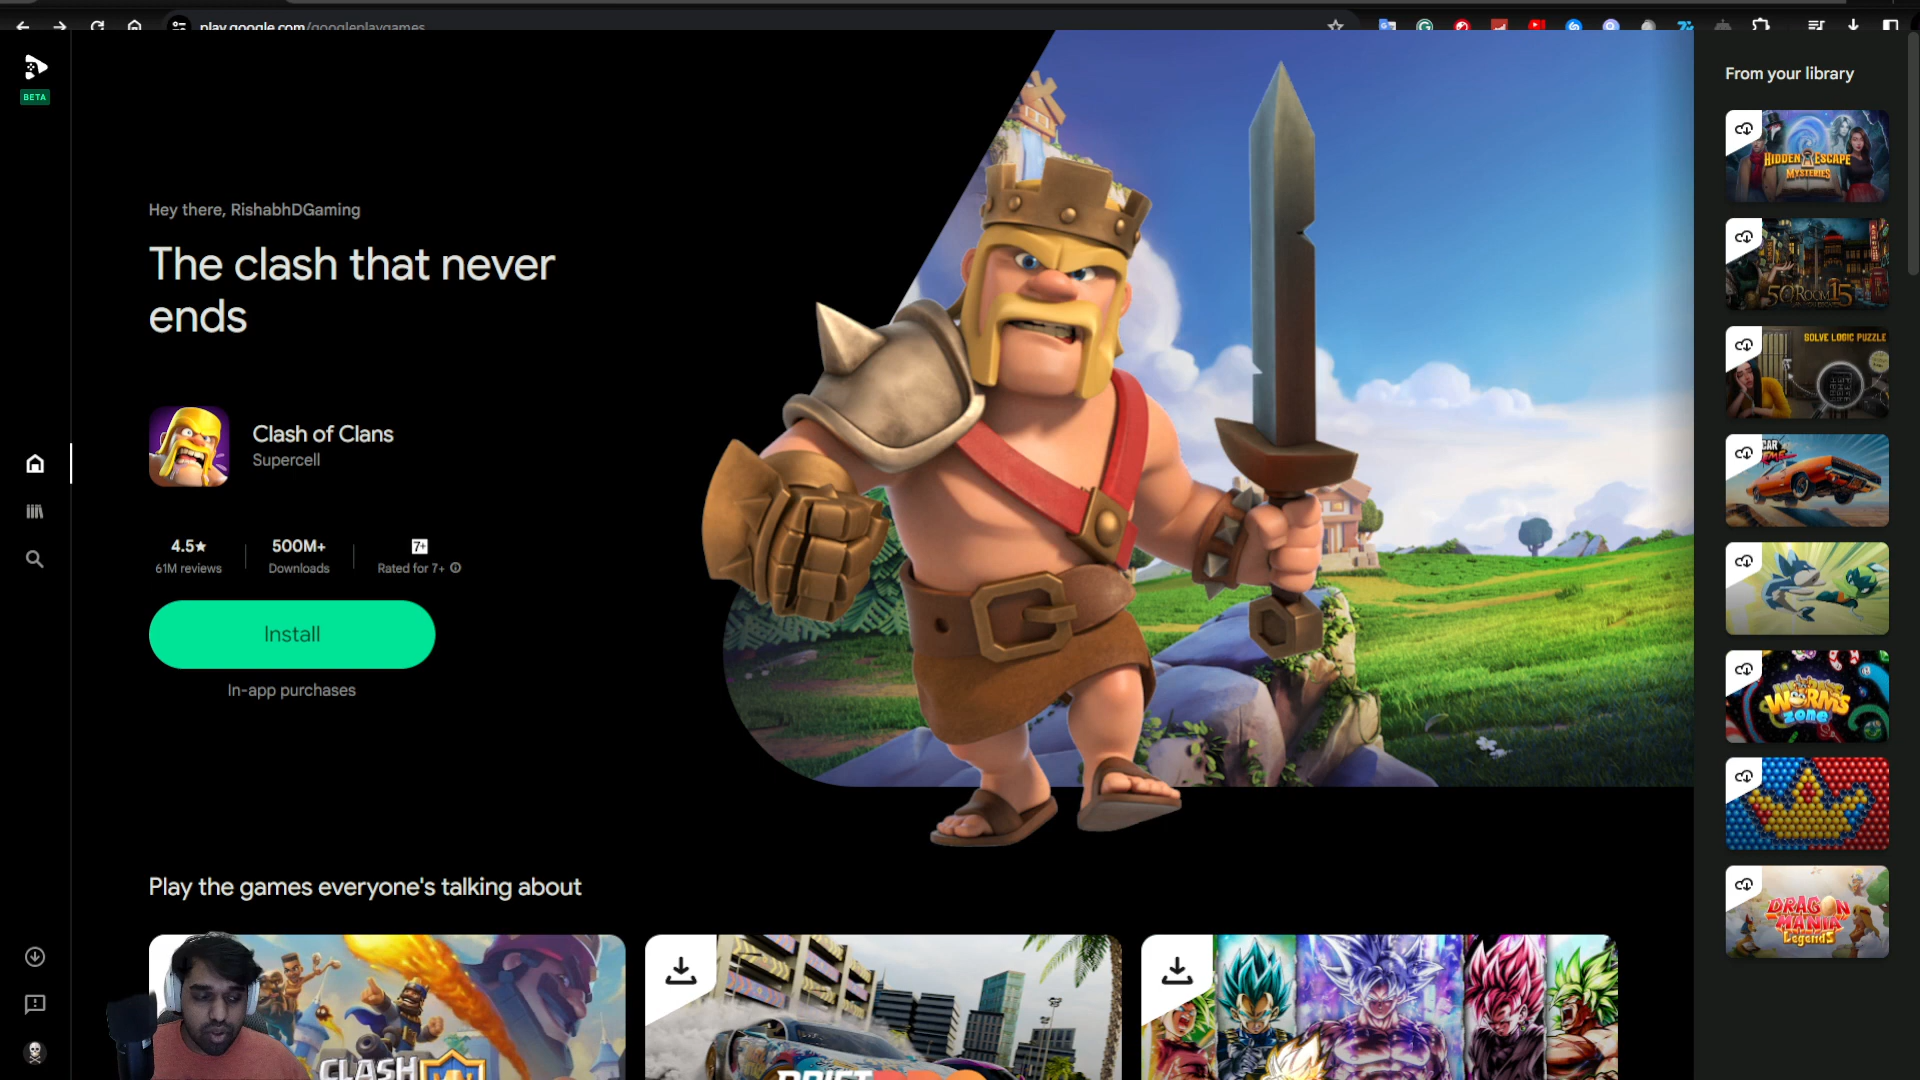 play.google.com/googleplaygames
BETA
From your library
Hey there, RishabhDGaming
The clash that never
ends
Clash of Clans
Supercell
4.5★
61M reviews
500M+
Downloads
7+
Rated for 7+
Install
In-app purchases
Play the games everyone's talking about
CLASH
HIDDEN ESCAPE
MYSTERIES
50 ROOM 15
SOLVE LOGIC PUZZLE
CAR
WORMS
zone
DRAGON
MANIA
Legends